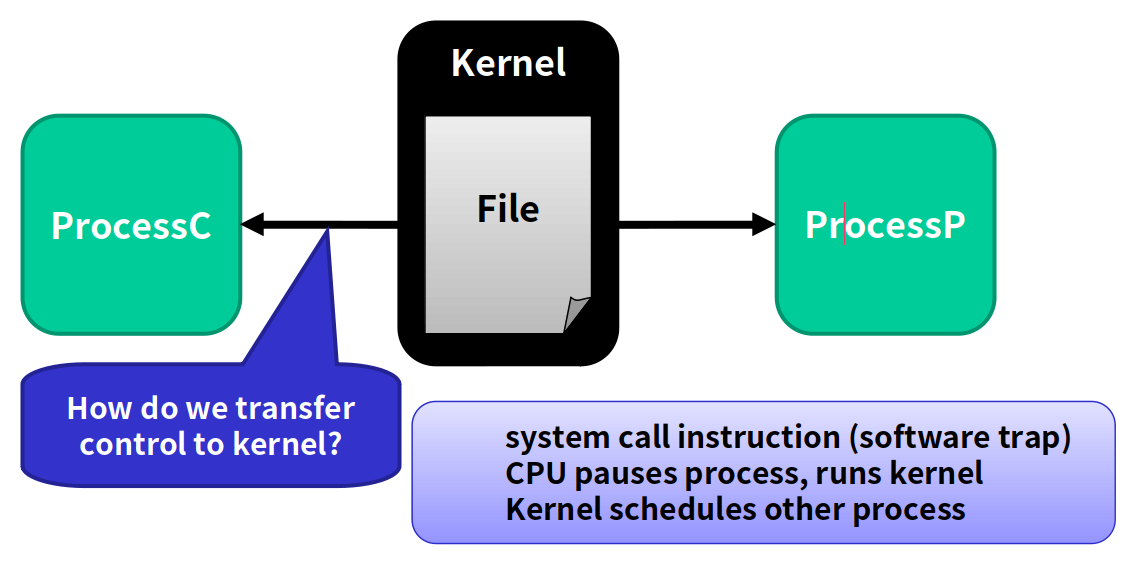 Kernel
File
ProcessC
ProcessP
How do we transfer
control to kernel?
system call instruction (software trap)
CPU pauses process, runs kernel
Kernel schedules other process